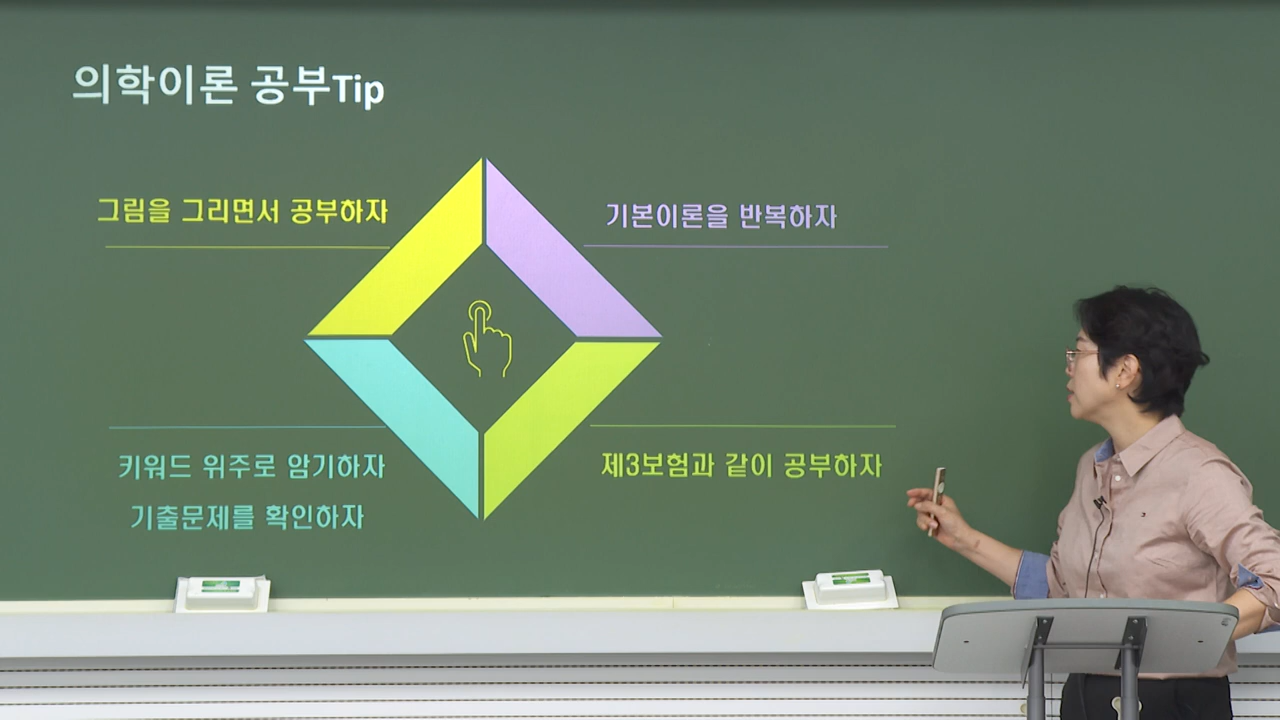 의학이론 공부Tip
그림을 그리면서 공부하자
기본이론을 반복하자
키워드 위주로 암기하자
기출문제를 확인하자
제3보험과 같이 공부하자